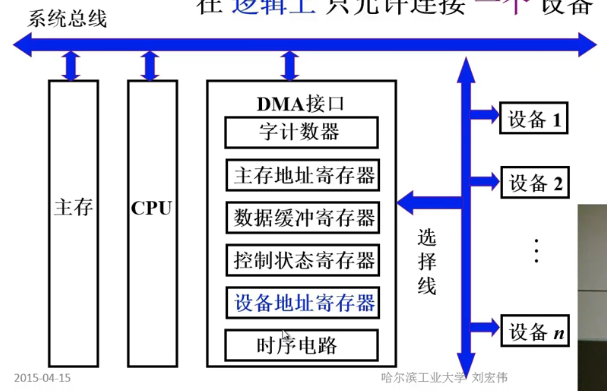 在 逻辑上 只允许连接 一个 设备
系统总线
主存
CPU
DMA接口
字计数器
主存地址寄存器
数据缓冲寄存器
控制状态寄存器
设备地址寄存器
时序电路
选择线
设备 1
设备 2
⋮
设备 n
2015-04-15
哈尔滨工业大学 刘宏伟